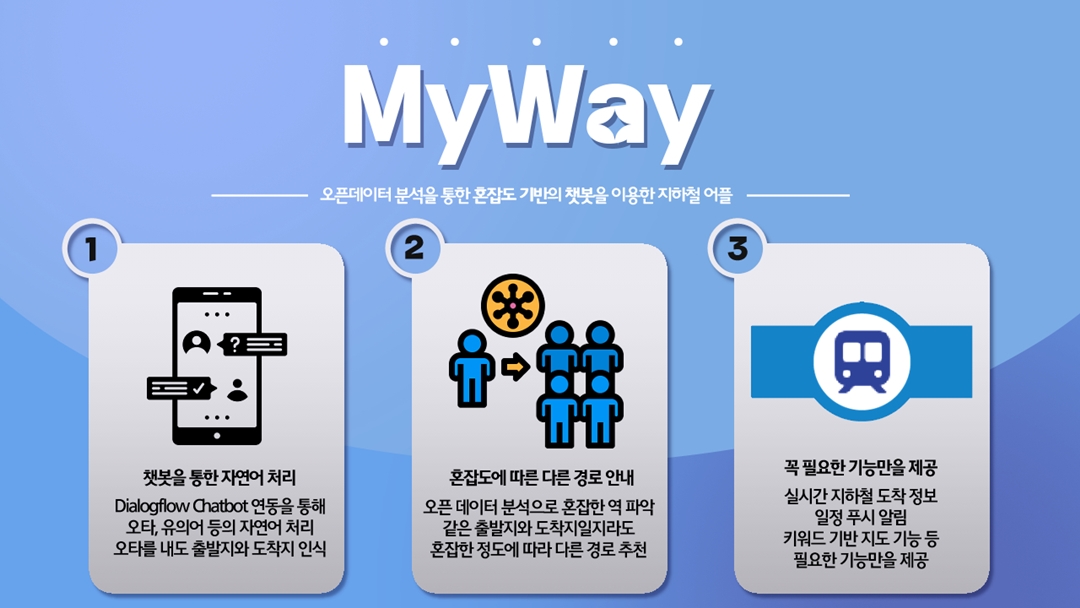 MyWay
오픈데이터 분석을 통한 혼잡도 기반의 챗봇을 이용한 지하철 어플
1
?
챗봇을 통한 자연어 처리
Dialogflow Chatbot 연동을 통해
오타, 유의어 등의 자연어 처리
오타를 내도 출발지와 도착지 인식
2
혼잡도에 따른 다른 경로 안내
오픈 데이터 분석으로 혼잡한 역 파악
같은 출발지와 도착지일지라도
혼잡한 정도에 따라 다른 경로 추천
3
꼭 필요한 기능만을 제공
실시간 지하철 도착 정보
일정 푸시 알림
키워드 기반 지도 기능 등
필요한 기능만을 제공